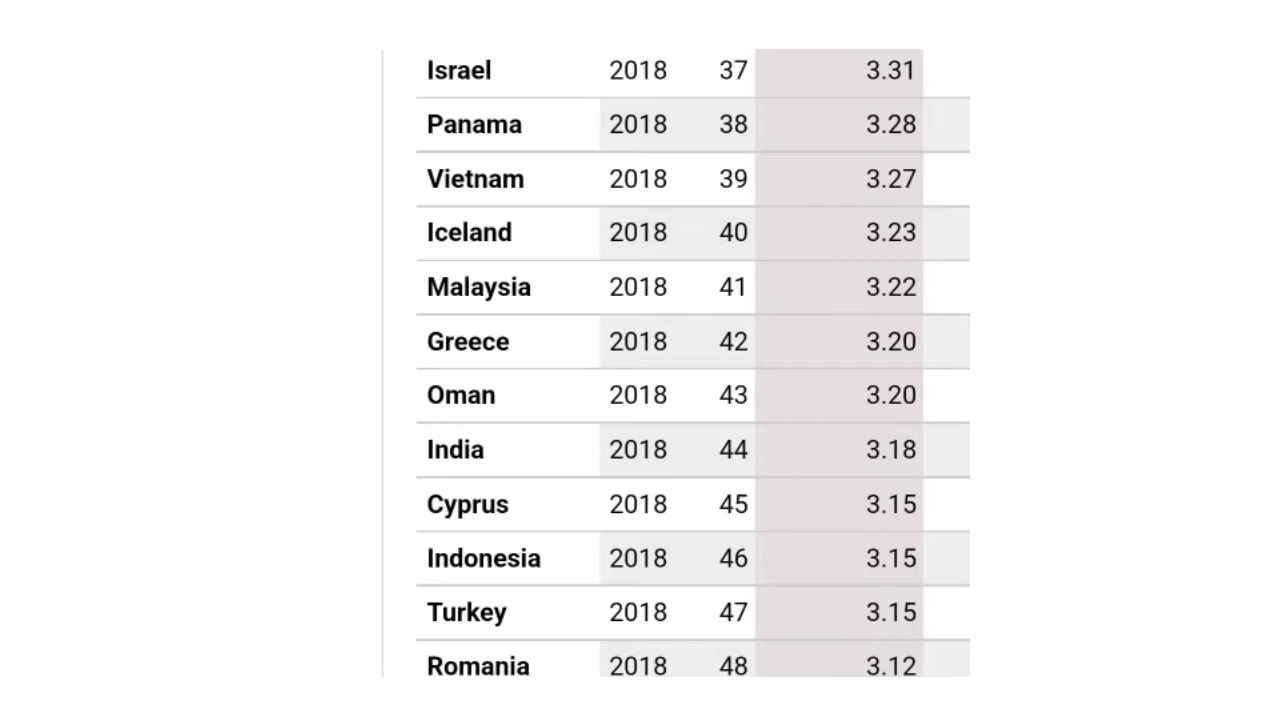 Israel 2018 37 3.31
Panama 2018 38 3.28
Vietnam 2018 39 3.27
Iceland 2018 40 3.23
Malaysia 2018 41 3.22
Greece 2018 42 3.20
Oman 2018 43 3.20
India 2018 44 3.18
Cyprus 2018 45 3.15
Indonesia 2018 46 3.15
Turkey 2018 47 3.15
Romania 2018 48 3.12